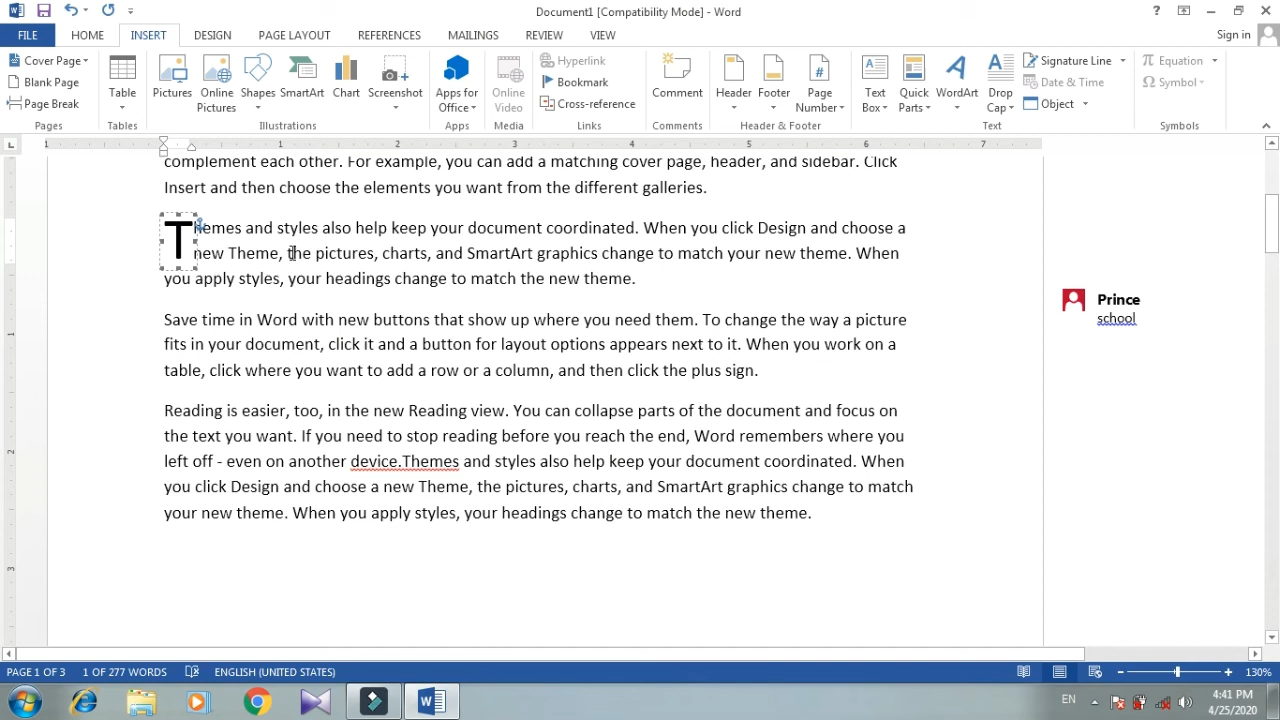 Document1 [Compatibility Mode] - Word
?
FILE HOME INSERT DESIGN PAGE LAYOUT REFERENCES MAILINGS REVIEW VIEW Sign in
Cover Page
Blank Page
Page Break
Pages
Table
Tables
Pictures
Online Pictures
Shapes
SmartArt
Chart
Screenshot
Illustrations
Apps for Office
Apps
Online Video
Media
Hyperlink
Bookmark
Cross-reference
Links
Comment
Comments
Header
Footer
Page Number
Header & Footer
Text Box
Quick Parts
WordArt
Drop Cap
Signature Line
Date & Time
Object
Text
Equation
Symbol
Symbols
1 1 2 3 4 5 6 7
complement each other. For example, you can add a matching cover page, header, and sidebar. Click
Insert and then choose the elements you want from the different galleries.
Themes and styles also help keep your document coordinated. When you click Design and choose a
new Theme, the pictures, charts, and SmartArt graphics change to match your new theme. When
you apply styles, your headings change to match the new theme.
Save time in Word with new buttons that show up where you need them. To change the way a picture
fits in your document, click it and a button for layout options appears next to it. When you work on a
table, click where you want to add a row or a column, and then click the plus sign.
Reading is easier, too, in the new Reading view. You can collapse parts of the document and focus on
the text you want. If you need to stop reading before you reach the end, Word remembers where you
left off - even on another device.Themes and styles also help keep your document coordinated. When
you click Design and choose a new Theme, the pictures, charts, and SmartArt graphics change to match
your new theme. When you apply styles, your headings change to match the new theme.
Prince
school
1
2
3
PAGE 1 OF 3 1 OF 277 WORDS ENGLISH (UNITED STATES) 130%
EN 4:41 PM
4/25/2020